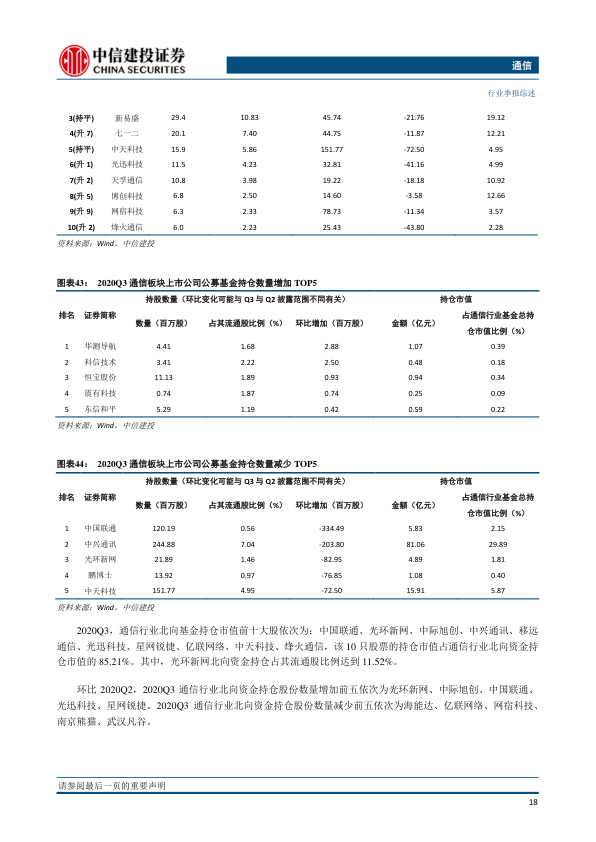 中信建投证券
CHINA SECURITIES
通信
行业季报综述
3(持平) 新易盛 29.4 10.83 45.74 -21.76 19.12
4(升 7) 七一二 20.1 7.40 44.75 -11.87 12.21
5(持平) 中天科技 15.9 5.86 151.77 -72.50 4.95
6(升 1) 光迅科技 11.5 4.23 32.81 -41.16 4.99
7(升 2) 天孚通信 10.8 3.98 19.22 -18.18 10.92
8(升 5) 博创科技 6.8 2.50 14.60 -3.58 12.66
9(升 9) 网宿科技 6.3 2.33 78.73 -11.34 3.57
10(升 2) 烽火通信 6.0 2.23 25.43 -43.80 2.28
资料来源：Wind，中信建投
图表43： 2020Q3 通信板块上市公司公募基金持仓数量增加 TOP5
持股数量（环比变化可能与 Q3 与 Q2 披露范围不同有关） 持仓市值
排名 证券简称 数量（百万股） 占其流通股比例（%） 环比增加（百万股） 金额（亿元） 占通信行业基金总持
仓市值比例（%）
1 华测导航 4.41 1.68 2.88 1.07 0.39
2 科信技术 3.41 2.22 2.50 0.48 0.18
3 恒宝股份 11.13 1.89 0.93 0.94 0.34
4 震有科技 0.74 1.87 0.74 0.25 0.09
5 东信和平 5.29 1.19 0.42 0.59 0.22
资料来源：Wind，中信建投
图表44： 2020Q3 通信板块上市公司公募基金持仓数量减少 TOP5
持股数量（环比变化可能与 Q3 与 Q2 披露范围不同有关） 持仓市值
排名 证券简称 数量（百万股） 占其流通股比例（%） 环比增加（百万股） 金额（亿元） 占通信行业基金总持
仓市值比例（%）
1 中国联通 120.19 0.56 -334.49 5.83 2.15
2 中兴通讯 244.88 7.04 -203.80 81.06 29.89
3 光环新网 21.89 1.46 -82.95 4.89 1.81
4 鹏博士 13.92 0.97 -76.85 1.08 0.40
5 中天科技 151.77 4.95 -72.50 15.91 5.87
资料来源：Wind，中信建投
2020Q3，通信行业北向基金持仓市值前十大股依次为：中国联通、光环新网、中际旭创、中兴通讯、移远
通信、光迅科技、星网锐捷、亿联网络、中天科技、烽火通信，该 10 只股票的持仓市值占通信行业北向资金持
仓市值的 85.21%。其中，光环新网北向资金持仓占其流通股比例达到 11.52%。
环比 2020Q2，2020Q3 通信行业北向资金持仓股份数量增加前五依次为光环新网、中际旭创、中国联通、
光迅科技、星网锐捷。2020Q3 通信行业北向资金持仓股份数量减少前五依次为海能达、亿联网络、网宿科技、
南京熊猫、武汉凡谷。
请参阅最后一页的重要声明
18